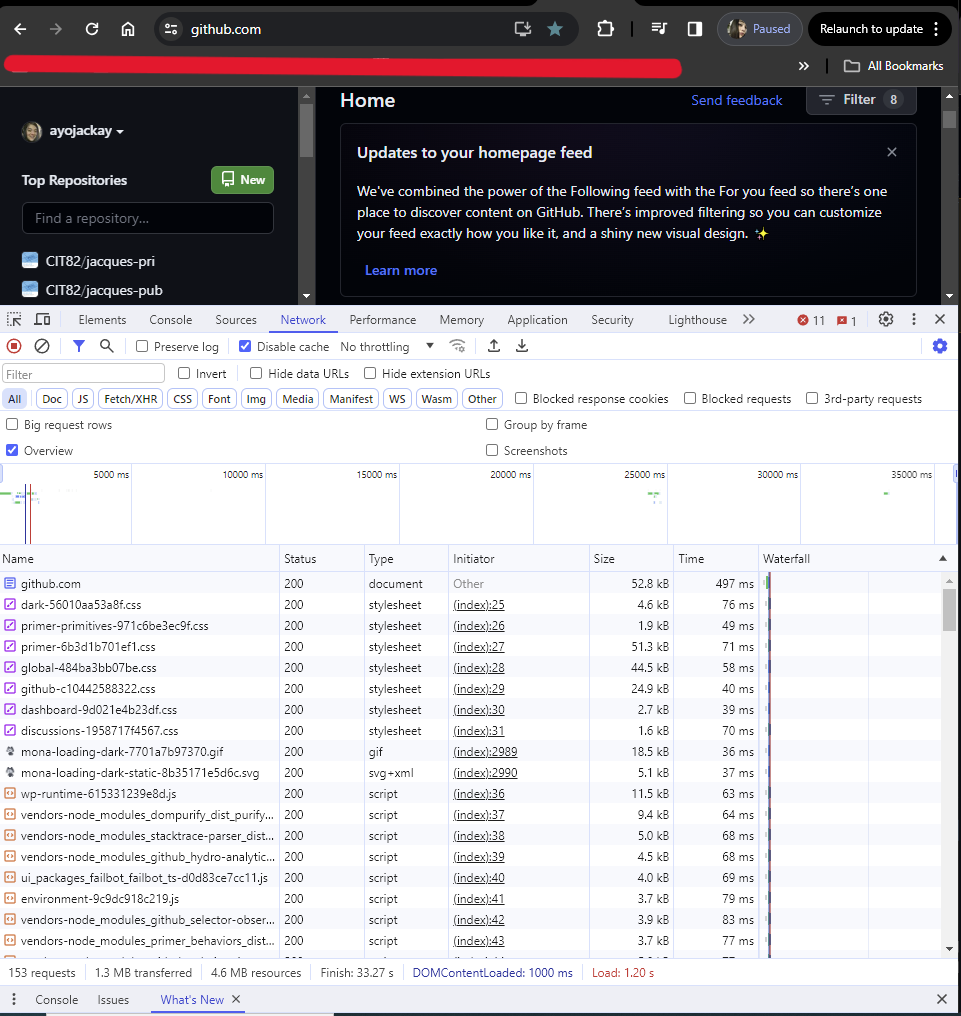 github.com
Paused
Relaunch to update
All Bookmarks
ayojackay
Top Repositories
New
Find a repository...
CIT82/jacques-pri
CIT82/jacques-pub
Home
Send feedback
Filter 8
Updates to your homepage feed
We've combined the power of the Following feed with the For you feed so there's one
place to discover content on GitHub. There's improved filtering so you can customize
your feed exactly how you like it, and a shiny new visual design. ✨
Learn more
Elements Console Sources Network Performance Memory Application Security Lighthouse 11 1
Preserve log Disable cache No throttling
Filter Invert Hide data URLs Hide extension URLs
All Doc JS Fetch/XHR CSS Font Img Media Manifest WS Wasm Other Blocked response cookies Blocked requests 3rd-party requests
Big request rows Group by frame
Overview Screenshots
5000 ms 10000 ms 15000 ms 20000 ms 25000 ms 30000 ms 35000 ms
Name Status Type Initiator Size Time Waterfall
github.com 200 document Other 52.8 kB 497 ms
dark-56010aa53a8f.css 200 stylesheet (index):25 4.6 kB 76 ms
primer-primitives-971c6be3ec9f.css 200 stylesheet (index):26 1.9 kB 49 ms
primer-6b3d1b701ef1.css 200 stylesheet (index):27 51.3 kB 71 ms
global-484ba3bb07be.css 200 stylesheet (index):28 44.5 kB 58 ms
github-c10442588322.css 200 stylesheet (index):29 24.9 kB 40 ms
dashboard-9d021e4b23df.css 200 stylesheet (index):30 2.7 kB 39 ms
discussions-1958717f4567.css 200 stylesheet (index):31 1.6 kB 70 ms
mona-loading-dark-7701a7b97370.gif 200 gif (index):2989 18.5 kB 36 ms
mona-loading-dark-static-8b35171e5d6c.svg 200 svg+xml (index):2990 5.1 kB 37 ms
wp-runtime-615331239e8d.js 200 script (index):36 11.5 kB 63 ms
vendors-node_modules_dompurify_dist_purify... 200 script (index):37 9.4 kB 64 ms
vendors-node_modules_stacktrace-parser_dist... 200 script (index):38 5.0 kB 68 ms
vendors-node_modules_github_hydro-analytic... 200 script (index):39 4.5 kB 68 ms
ui_packages_failbot_failbot_ts-d0d83ce7cc11.js 200 script (index):40 4.0 kB 69 ms
environment-9c9dc918c219.js 200 script (index):41 3.7 kB 79 ms
vendors-node_modules_github_selector-obser... 200 script (index):42 3.9 kB 83 ms
vendors-node_modules_primer_behaviors_dist... 200 script (index):43 3.7 kB 77 ms
153 requests 1.3 MB transferred 4.6 MB resources Finish: 33.27 s DOMContentLoaded: 1000 ms Load: 1.20 s
Console Issues What's New